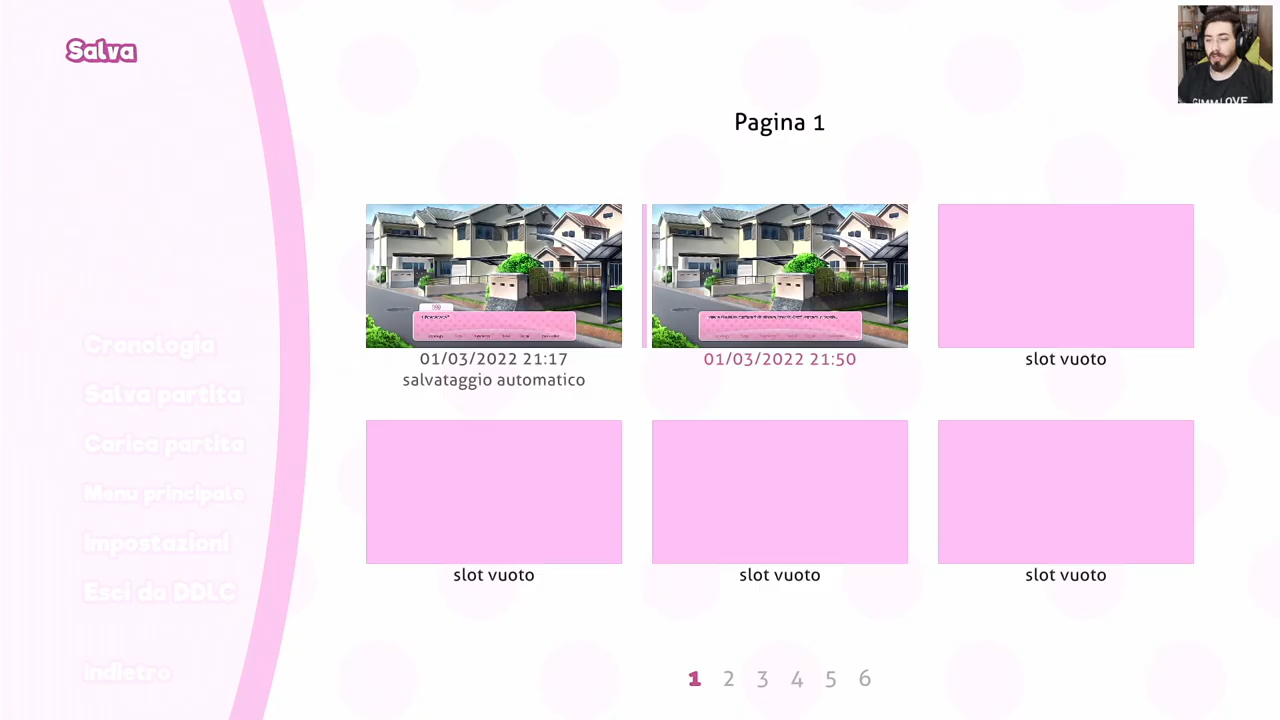 Salva
Pagina 1
01/03/2022 21:17
salvataggio automatico
01/03/2022 21:50
slot vuoto
slot vuoto
slot vuoto
slot vuoto
Cronologia
Salva partita
Carica partita
Menu principale
Impostazioni
Esci da DDLC
Indietro
1 2 3 4 5 6